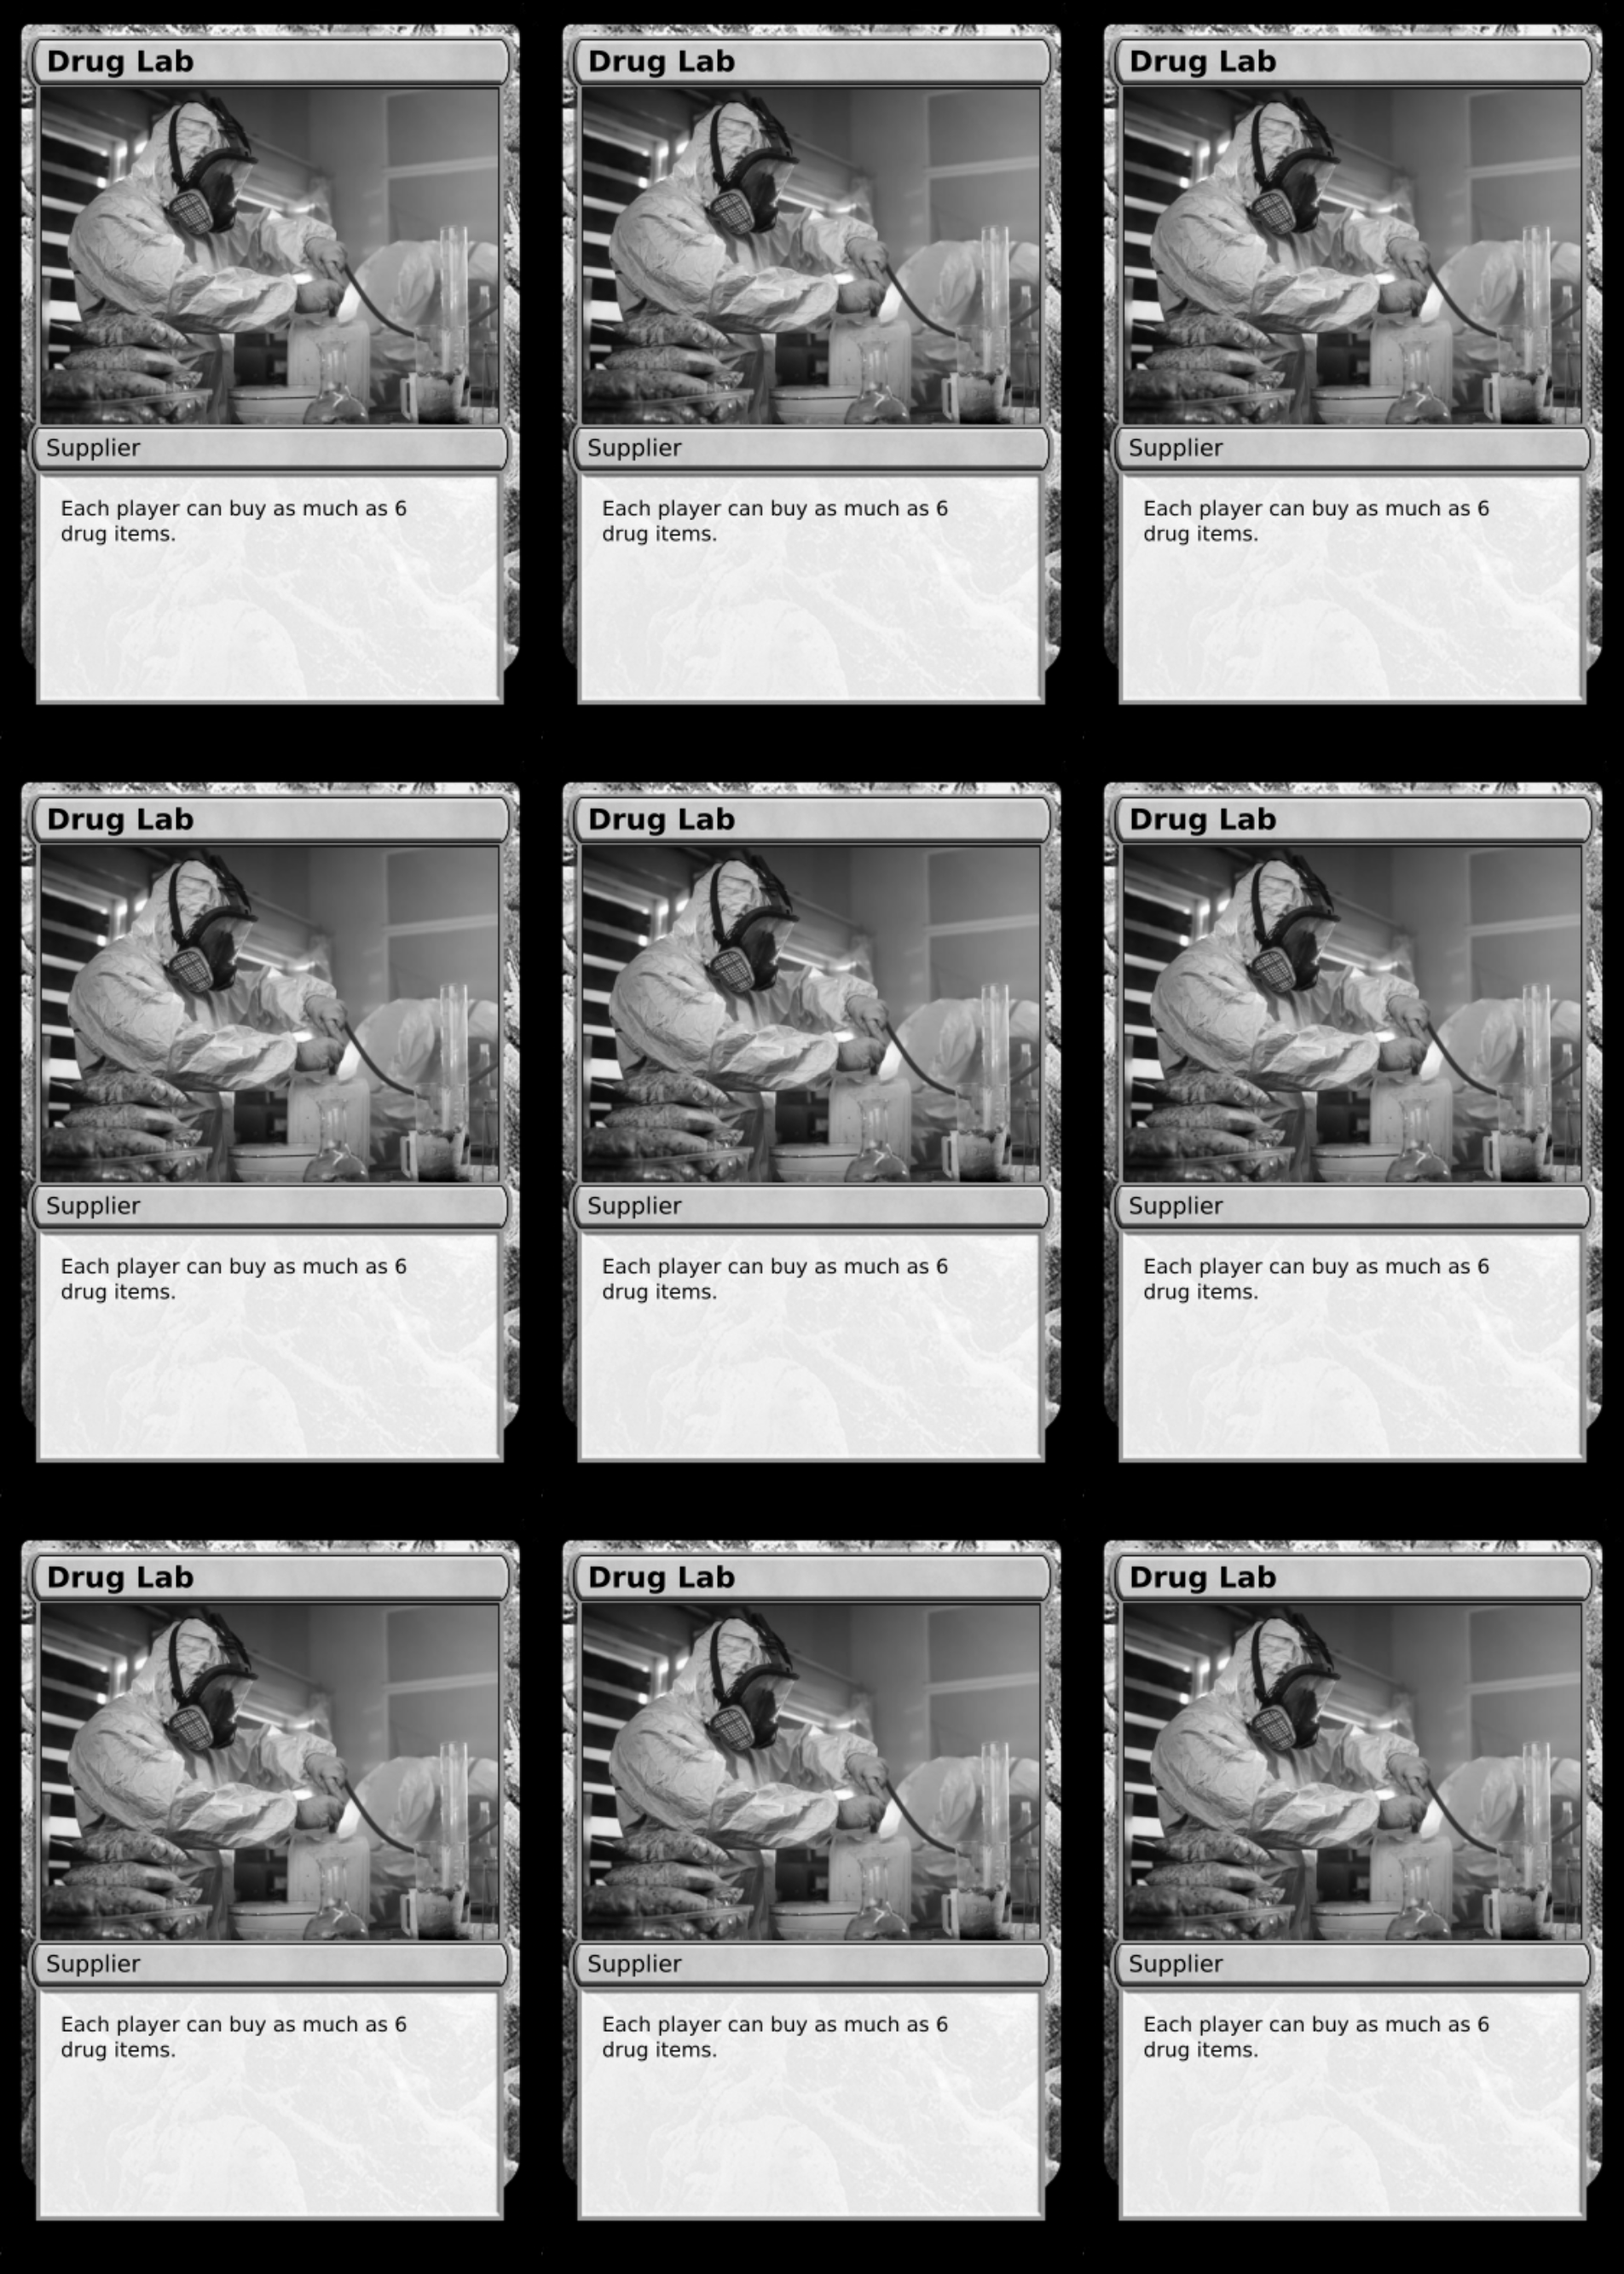 Drug Lab
Supplier
Each player can buy as much as 6
drug items.
Drug Lab
Supplier
Each player can buy as much as 6
drug items.
Drug Lab
Supplier
Each player can buy as much as 6
drug items.
Drug Lab
Supplier
Each player can buy as much as 6
drug items.
Drug Lab
Supplier
Each player can buy as much as 6
drug items.
Drug Lab
Supplier
Each player can buy as much as 6
drug items.
Drug Lab
Supplier
Each player can buy as much as 6
drug items.
Drug Lab
Supplier
Each player can buy as much as 6
drug items.
Drug Lab
Supplier
Each player can buy as much as 6
drug items.